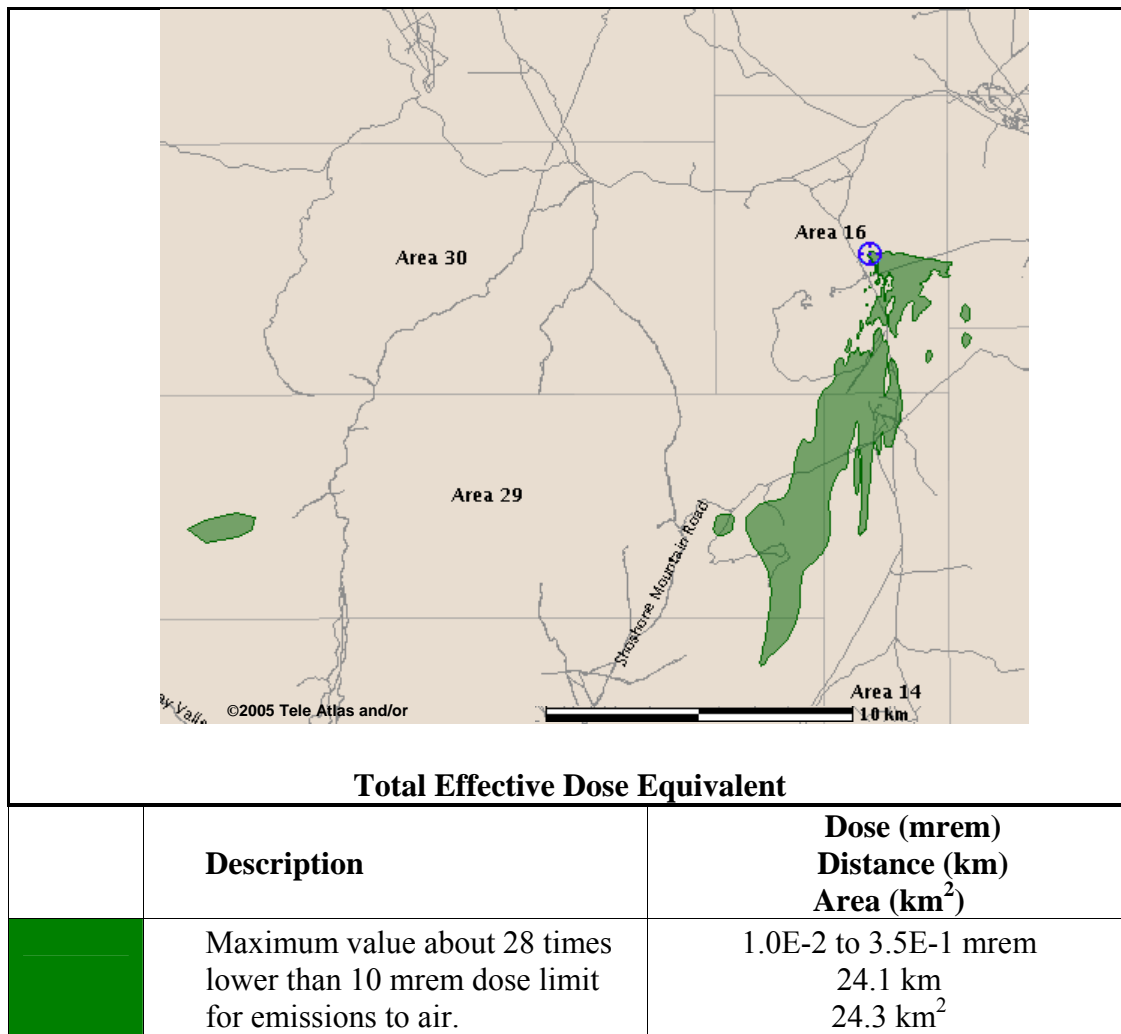 Area 16
Area 30
Area 29
Shoshone Mountain Road
Area 14
10 km
©2005 Tele Atlas and/or
Total Effective Dose Equivalent
Description
Dose (mrem)
Distance (km)
Area (km²)
Maximum value about 28 times
lower than 10 mrem dose limit
for emissions to air.
1.0E-2 to 3.5E-1 mrem
24.1 km
24.3 km²